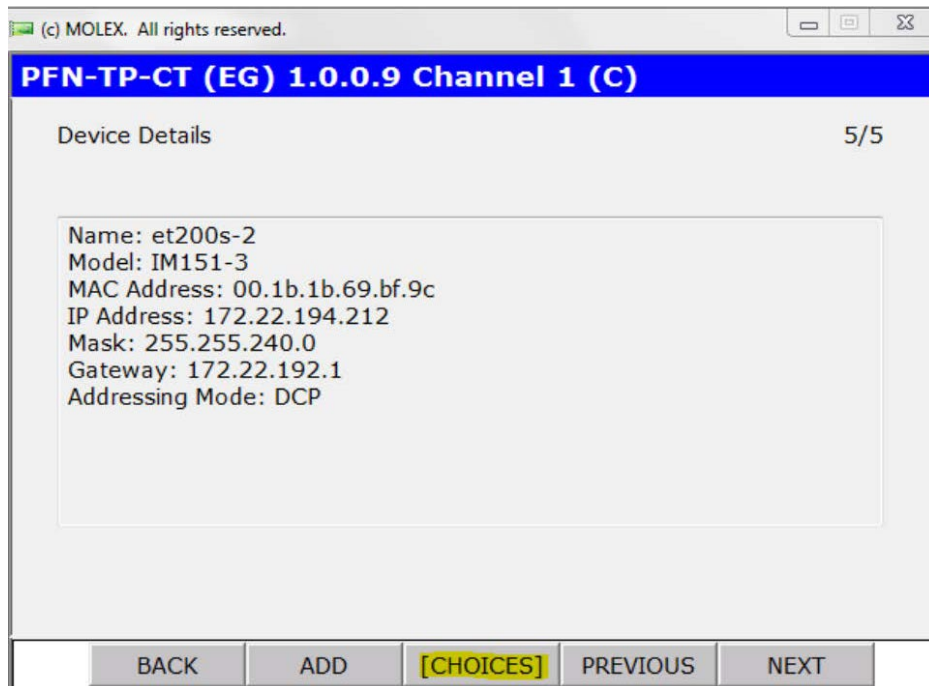 (c) MOLEX. All rights reserved.
PFN-TP-CT (EG) 1.0.0.9 Channel 1 (C)
Device Details 5/5
Name: et200s-2
Model: IM151-3
MAC Address: 00.1b.1b.69.bf.9c
IP Address: 172.22.194.212
Mask: 255.255.240.0
Gateway: 172.22.192.1
Addressing Mode: DCP
BACK ADD [CHOICES] PREVIOUS NEXT